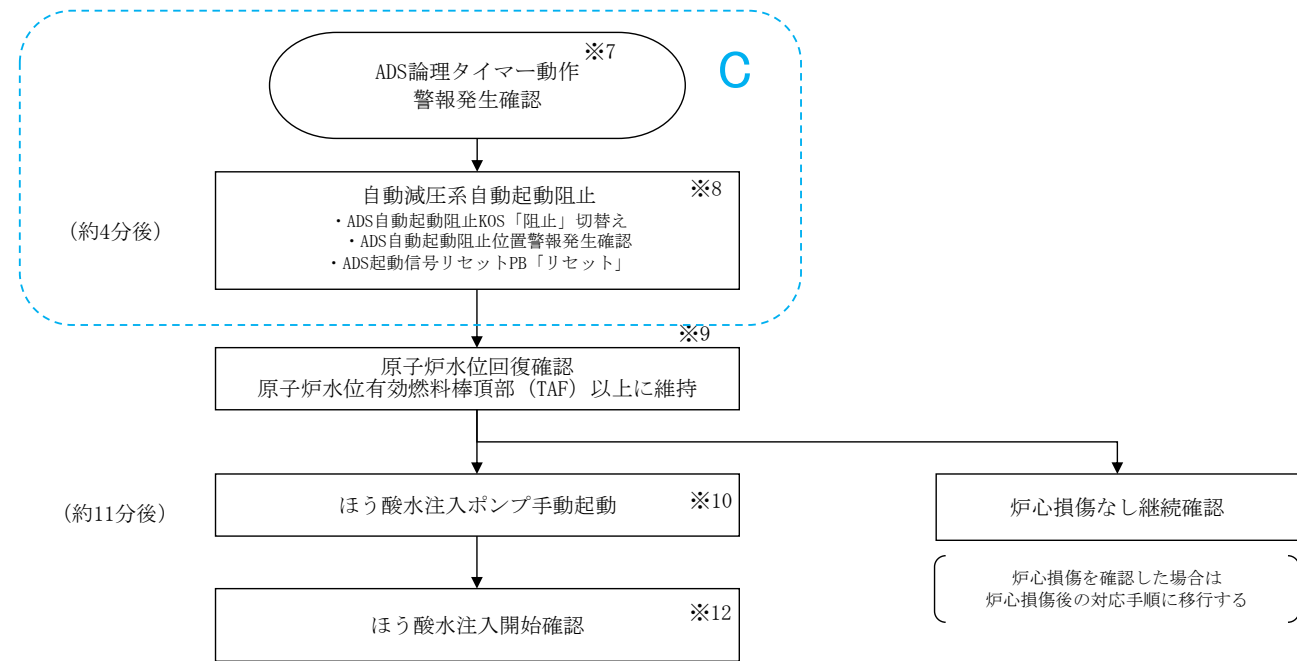 ※7
C
ADS論理タイマー動作
警報発生確認
※8
自動減圧系自動起動阻止
・ADS自動起動阻止KOS「阻止」切替え
(約4分後)
・ADS自動起動阻止位置警報発生確認
・ADS起動信号リセットPB「リセット」
※9
原子炉水位回復確認
原子炉水位有効燃料棒頂部(TAF)以上に維持
(約11分後)
ほう酸水注入ポンプ手動起動
※10
炉心損傷なし継続確認
炉心損傷を確認した場合は
炉心損傷後の対応手順に移行する
ほう酸水注入開始確認
※12